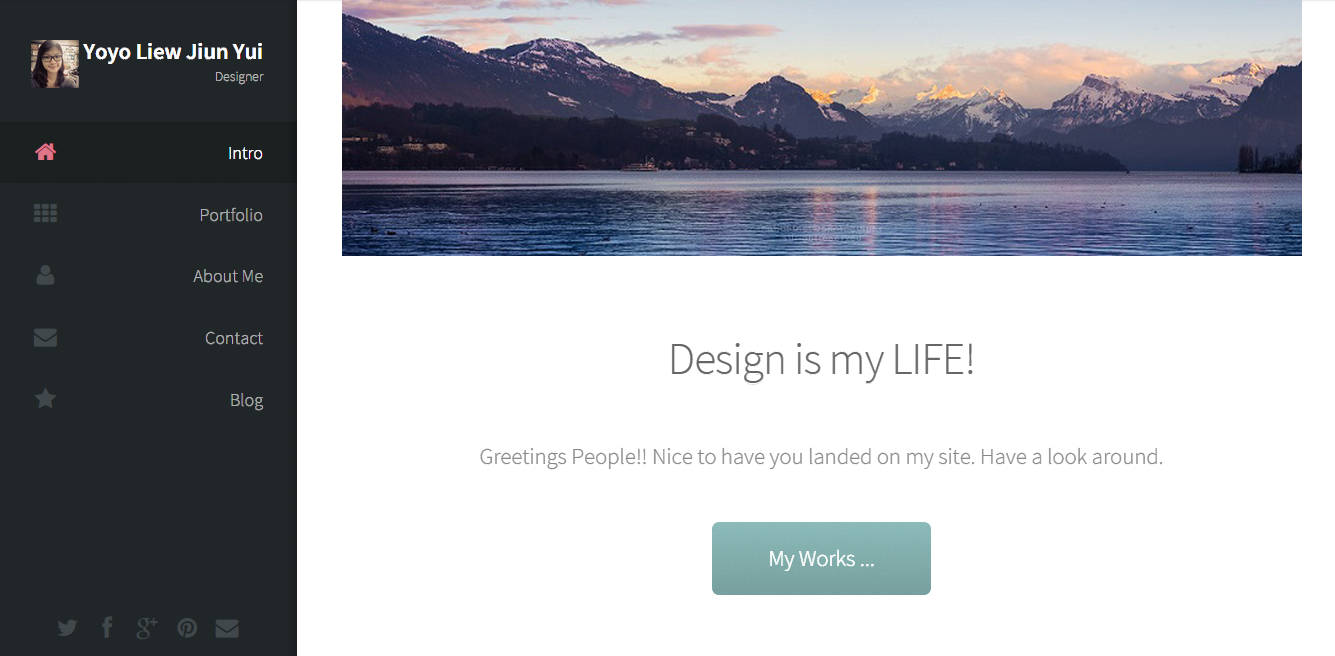 Yoyo Liew Jiun Yui
Designer
Intro
Portfolio
About Me
Contact
Blog
Design is my LIFE!
Greetings People!! Nice to have you landed on my site. Have a look around.
My Works ...